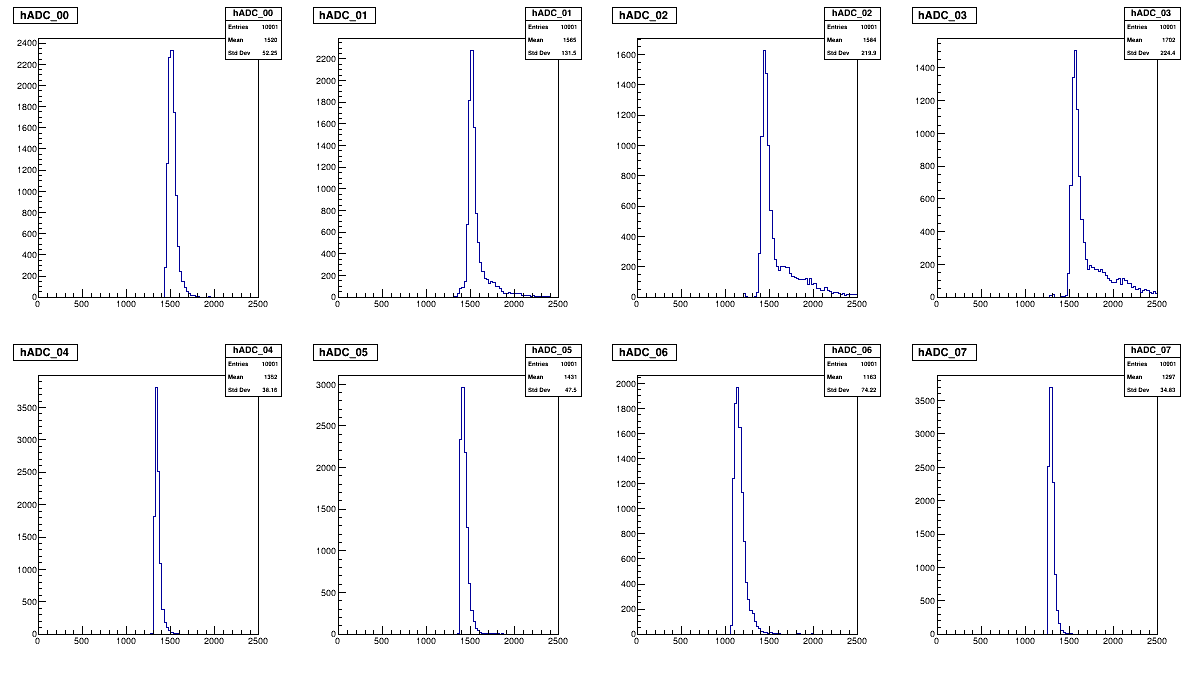 hADC_00
hADC_00
Entries 10001
Mean 1520
Std Dev 52.25
2400
2200
2000
1800
1600
1400
1200
1000
800
600
400
200
0
0 500 1000 1500 2000 2500
hADC_01
hADC_01
Entries 10001
Mean 1565
Std Dev 131.5
2200
2000
1800
1600
1400
1200
1000
800
600
400
200
0
0 500 1000 1500 2000 2500
hADC_02
hADC_02
Entries 10001
Mean 1584
Std Dev 219.9
1600
1400
1200
1000
800
600
400
200
0
0 500 1000 1500 2000 2500
hADC_03
hADC_03
Entries 10001
Mean 1702
Std Dev 224.4
1400
1200
1000
800
600
400
200
0
0 500 1000 1500 2000 2500
hADC_04
hADC_04
Entries 10001
Mean 1352
Std Dev 38.16
3500
3000
2500
2000
1500
1000
500
0
0 500 1000 1500 2000 2500
hADC_05
hADC_05
Entries 10001
Mean 1431
Std Dev 47.5
3000
2500
2000
1500
1000
500
0
0 500 1000 1500 2000 2500
hADC_06
hADC_06
Entries 10001
Mean 1163
Std Dev 74.22
2000
1800
1600
1400
1200
1000
800
600
400
200
0
0 500 1000 1500 2000 2500
hADC_07
hADC_07
Entries 10001
Mean 1297
Std Dev 34.83
3500
3000
2500
2000
1500
1000
500
0
0 500 1000 1500 2000 2500